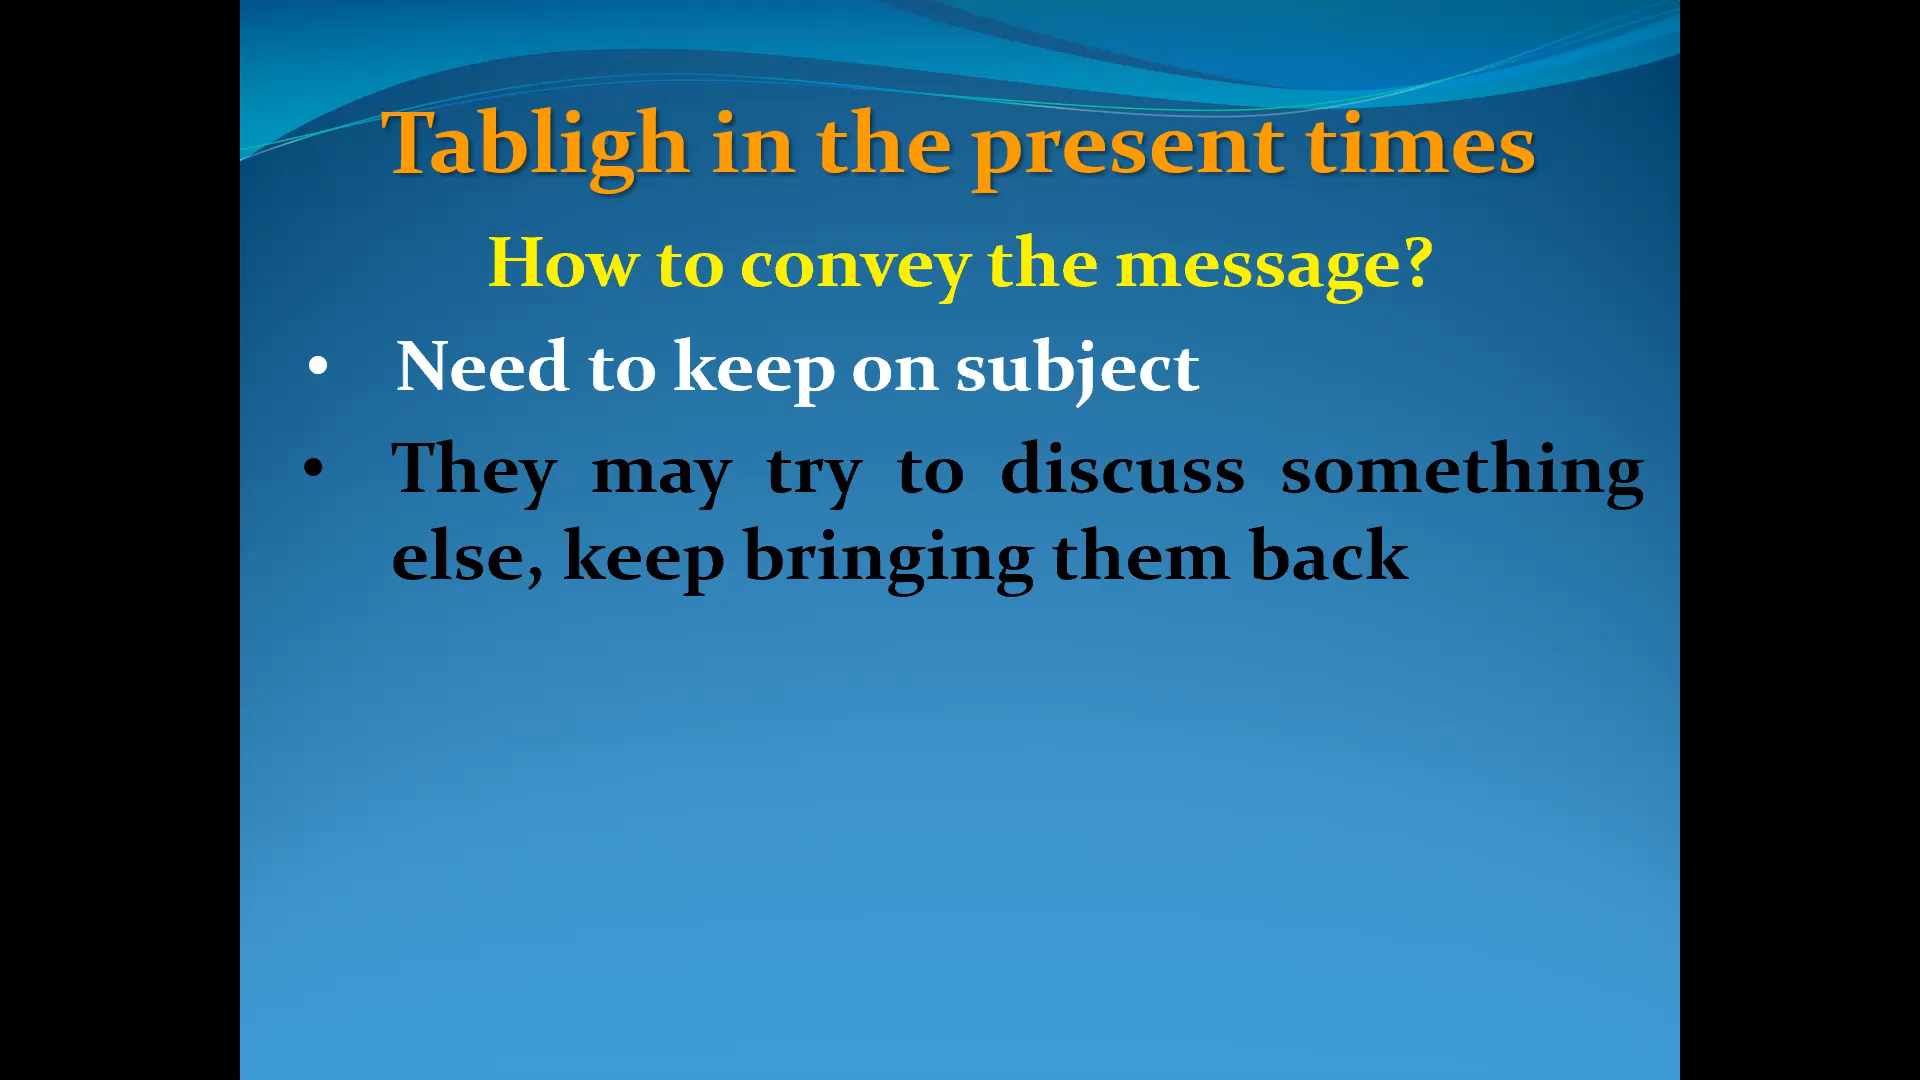 Tabligh in the present times
How to convey the message?
• Need to keep on subject
• They may try to discuss something
else, keep bringing them back